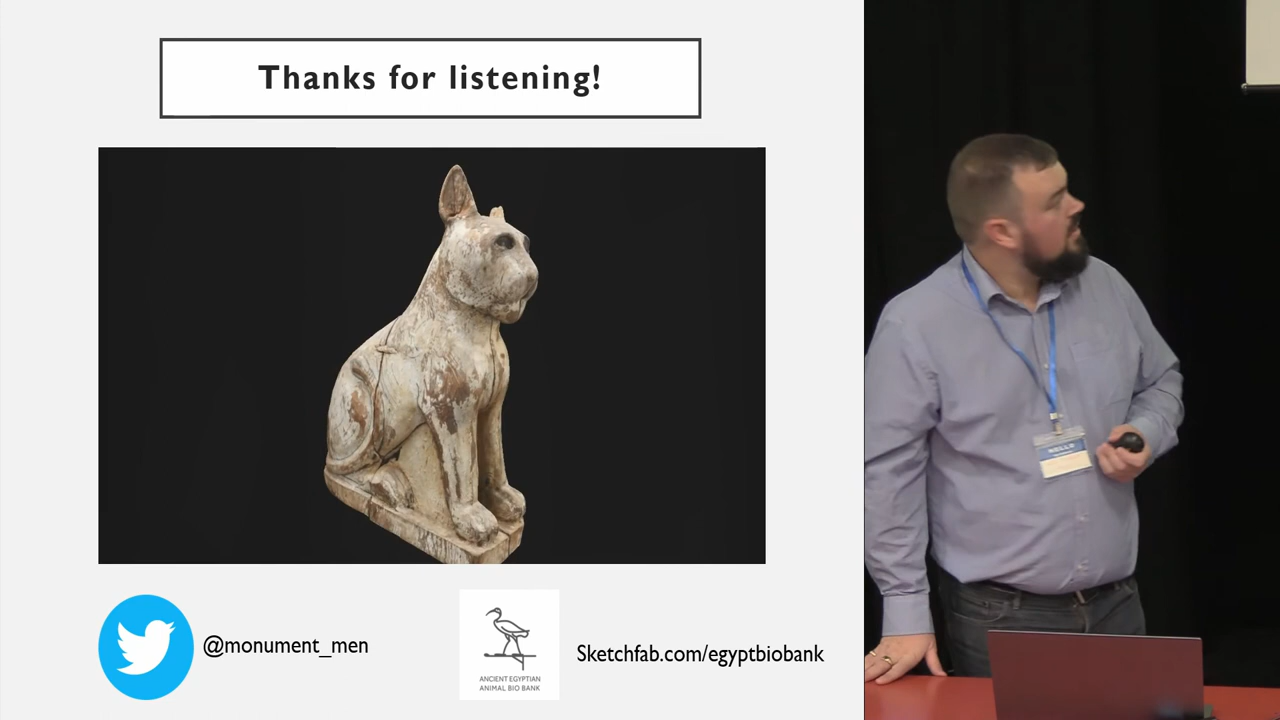 Thanks for listening!
@monument_men
ANCIENT EGYPTIAN
ANIMAL BIO BANK
Sketchfab.com/egyptbiobank